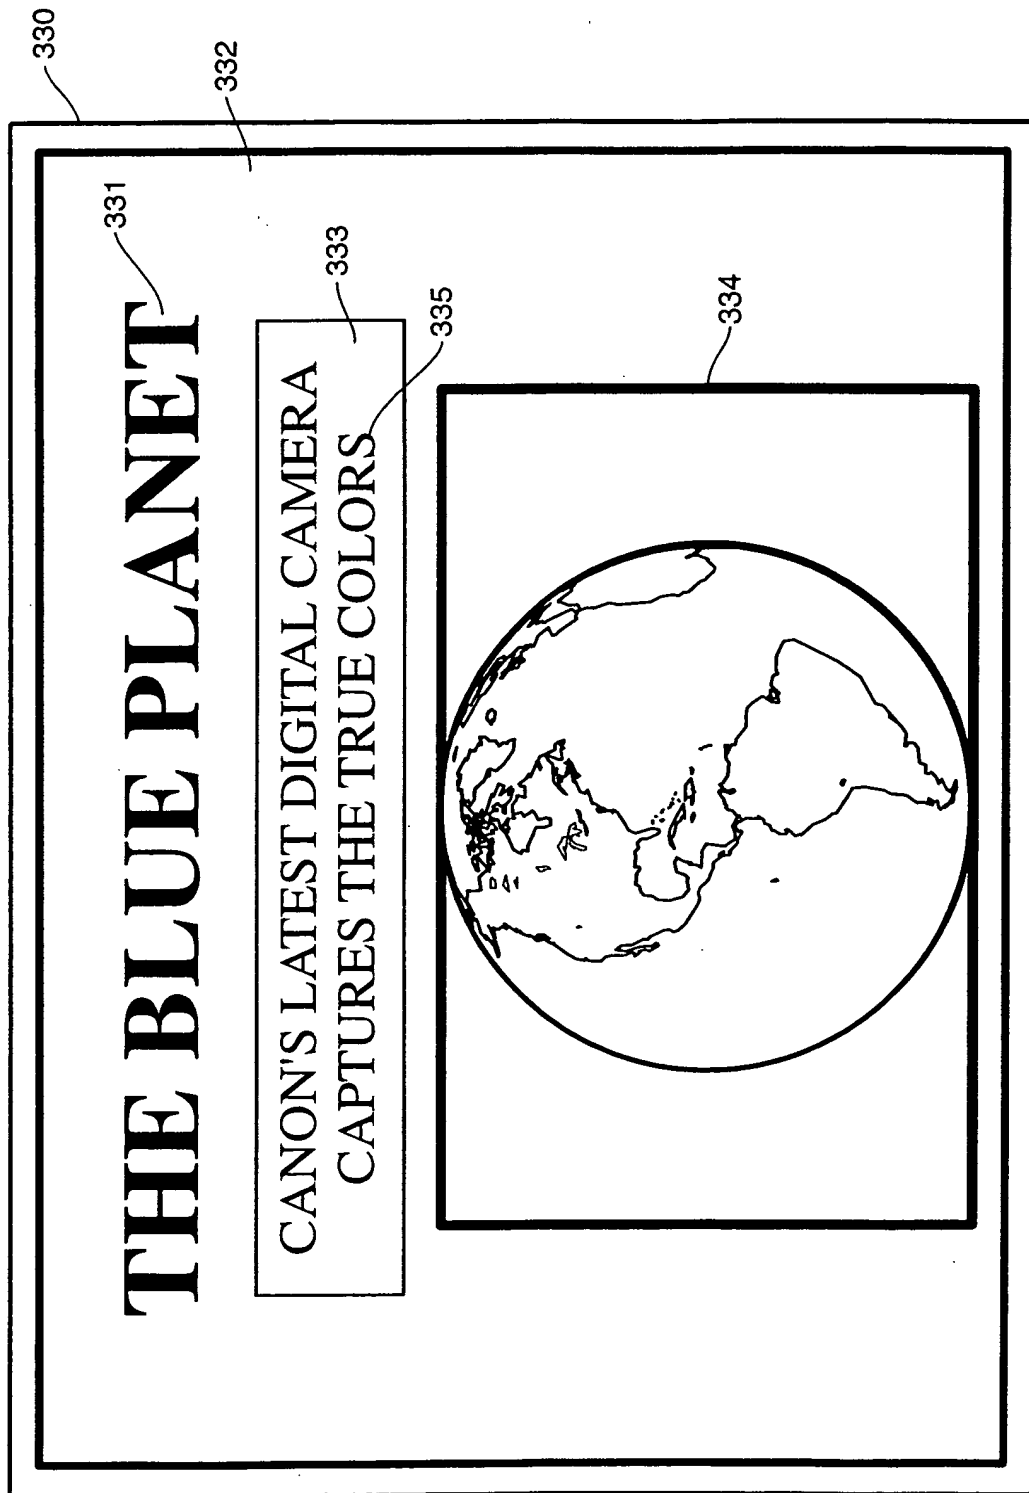 330
332
331
THE BLUE PLANET
333
CANON'S LATEST DIGITAL CAMERA
CAPTURES THE TRUE COLORS
335
334